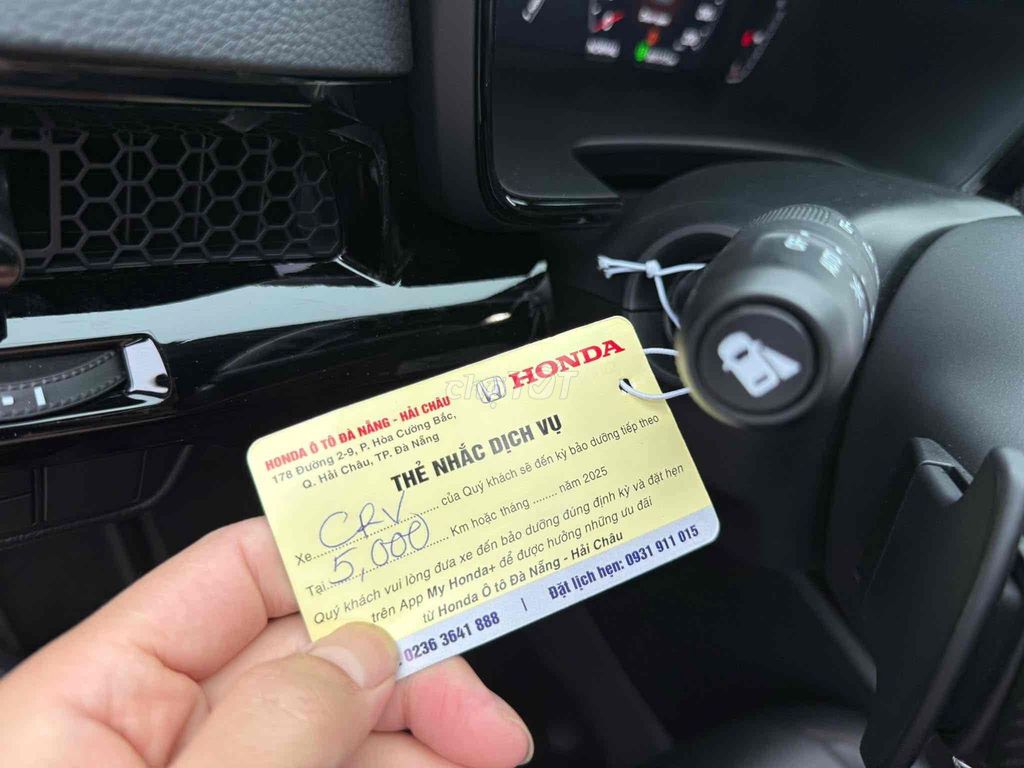 HONDA
HONDA Ô TÔ ĐÀ NẴNG - HẢI CHÂU
178 Đường 2-9, P. Hòa Cường Bắc,
Q. Hải Châu, TP. Đà Nẵng
THẺ NHẮC DỊCH VỤ
Xe CRV của Quý khách sẽ đến kỳ bảo dưỡng tiếp theo
Tại 5,000 Km hoặc tháng ........ năm 2025
Quý khách vui lòng đưa xe đến bảo dưỡng đúng định kỳ và đặt hẹn
trên App My Honda+ để được hưởng những ưu đãi
từ Honda Ô tô Đà Nẵng - Hải Châu
0236 3641 888 | Đặt lịch hẹn: 0931 911 015
chợTỐT